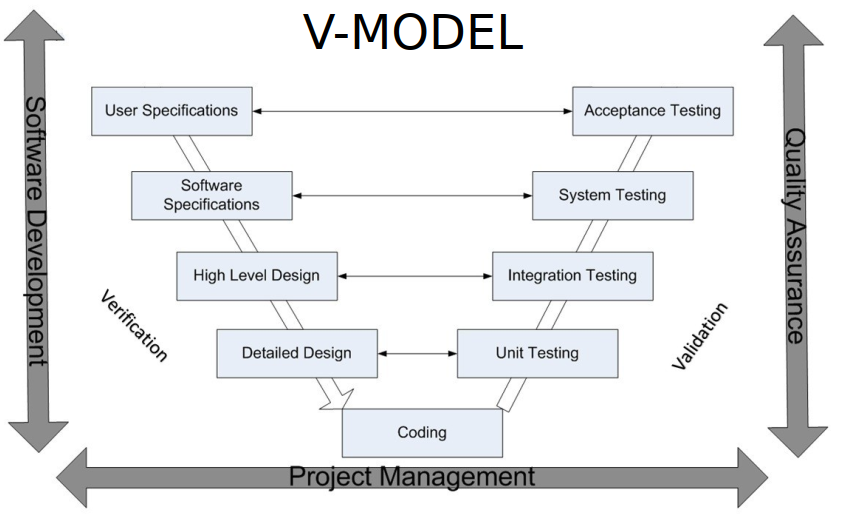 V-MODEL
User Specifications
Acceptance Testing
Software
Specifications
System Testing
High Level Design
Integration Testing
Detailed Design
Unit Testing
Coding
Software Development
Verification
Validation
Quality Assurance
Project Management